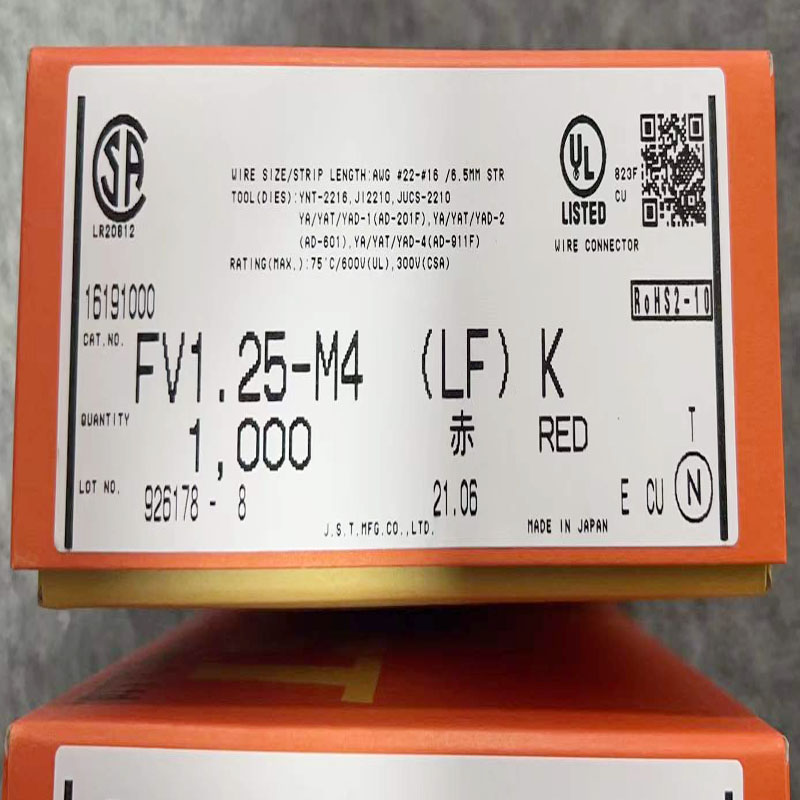 SA
LR20812
WIRE SIZE/STRIP LENGTH:AWG #22-#16 /6.5MM STR
TOOL(DIES):YNT-2216,JI2210,JUCS-2210
YA/YAT/YAD-1(AD-201F),YA/YAT/YAD-2
(AD-601),YA/YAT/YAD-4(AD-911F)
RATING(MAX.):75°C/600V(UL),300V(CSA)
UL
LISTED
823F
CU
WIRE CONNECTOR
16191000
RoHS2-10
CAT.NO. FV1.25-M4 (LF) K
QUANTITY 1,000 赤 RED T
LOT NO. 926178 - 8 21.06 E CU N
J.S.T.MFG.CO.,LTD. MADE IN JAPAN